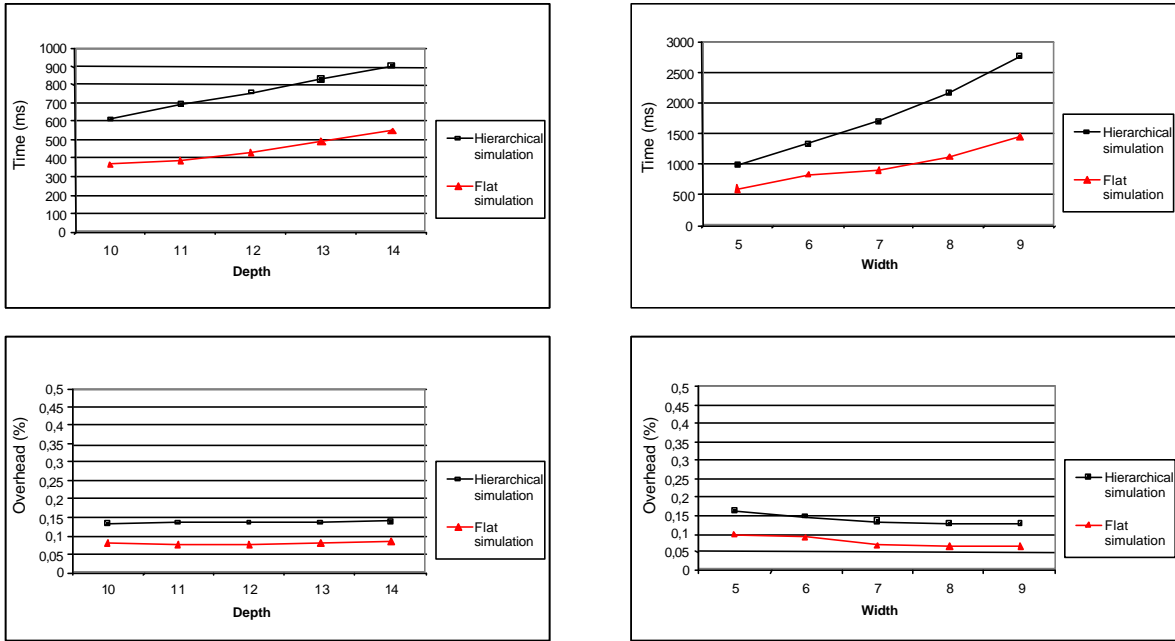 1000
900
800
700
600
500
400
300
200
100
0
Time (ms)
10 11 12 13 14
Depth
Hierarchical
simulation
Flat
simulation
3000
2500
2000
1500
1000
500
0
Time (ms)
5 6 7 8 9
Width
Hierarchical
simulation
Flat
simulation
0,5
0,45
0,4
0,35
0,3
0,25
0,2
0,15
0,1
0,05
0
Overhead (%)
10 11 12 13 14
Depth
Hierarchical
simulation
Flat
simulation
0,5
0,45
0,4
0,35
0,3
0,25
0,2
0,15
0,1
0,05
0
Overhead (%)
5 6 7 8 9
Width
Hierarchical
simulation
Flat
simulation